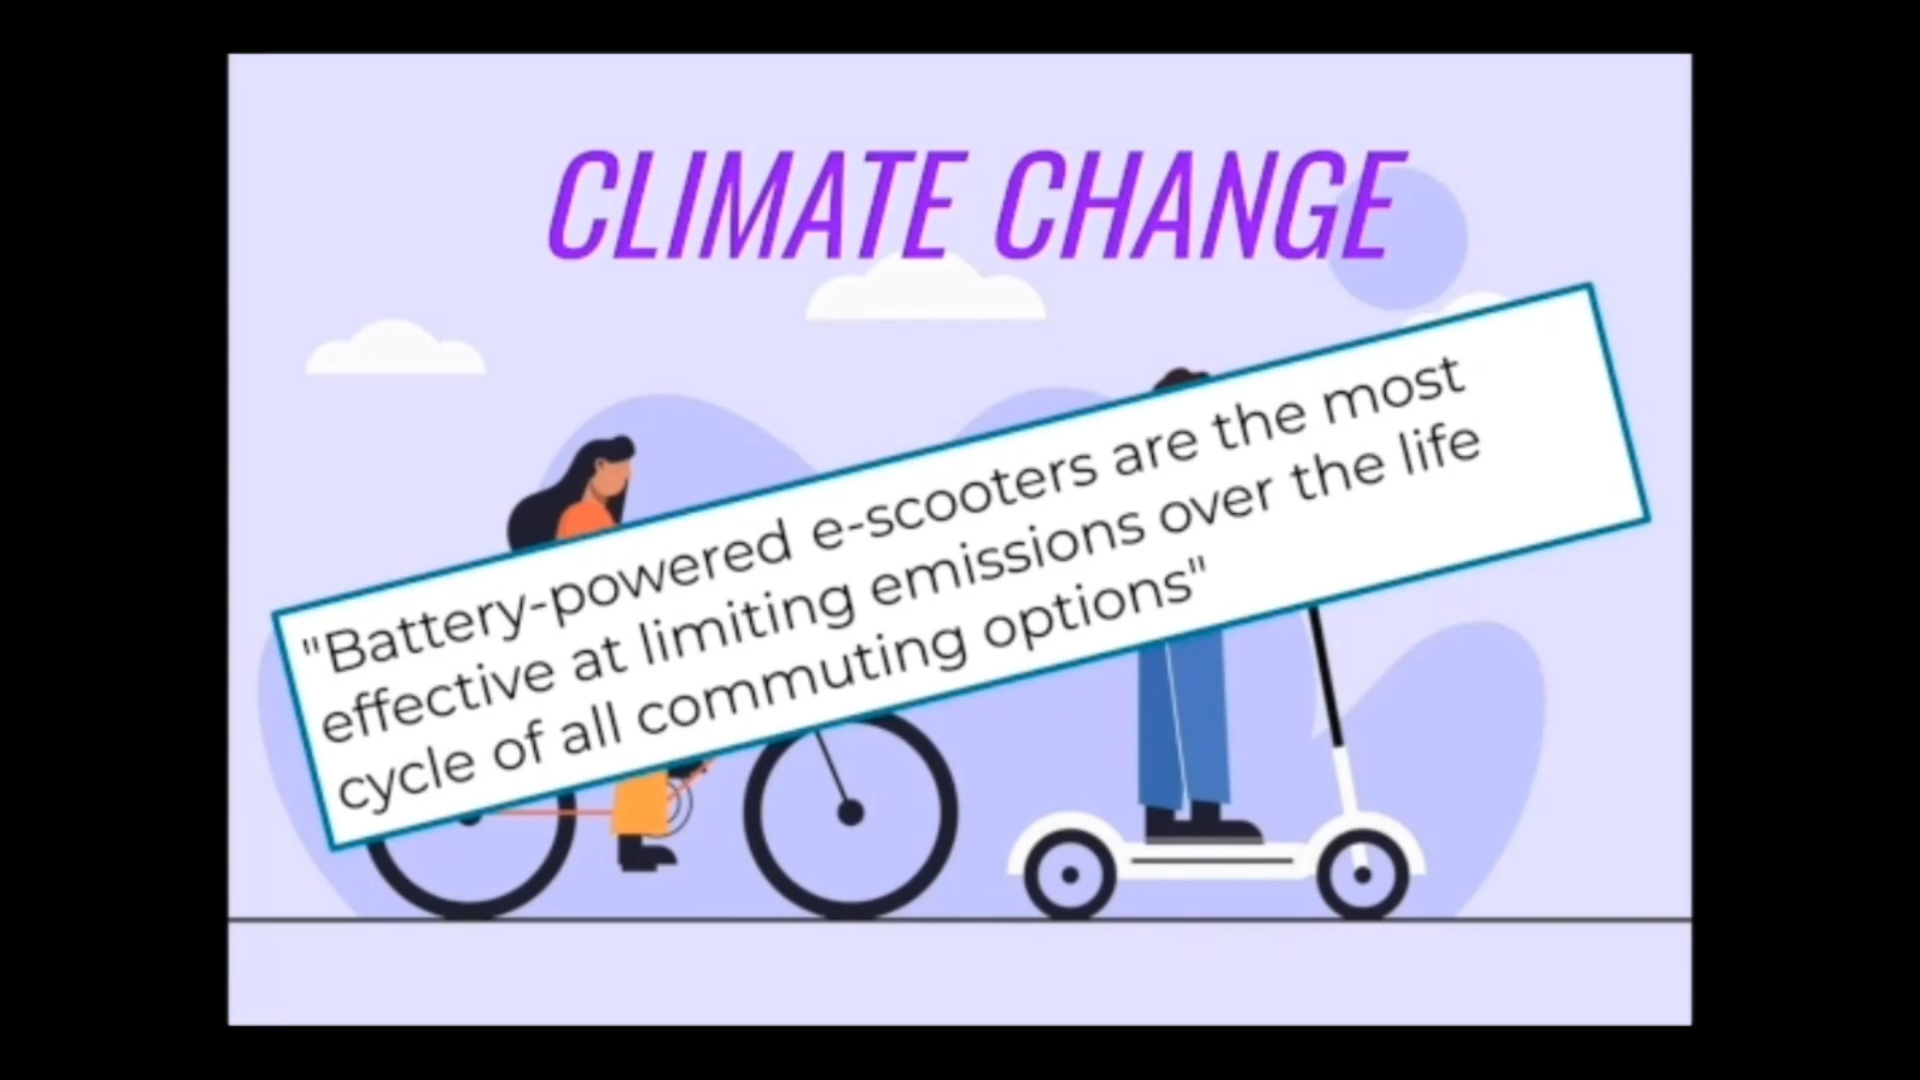 CLIMATE CHANGE
"Battery-powered e-scooters are the most
effective at limiting emissions over the life
cycle of all commuting options"